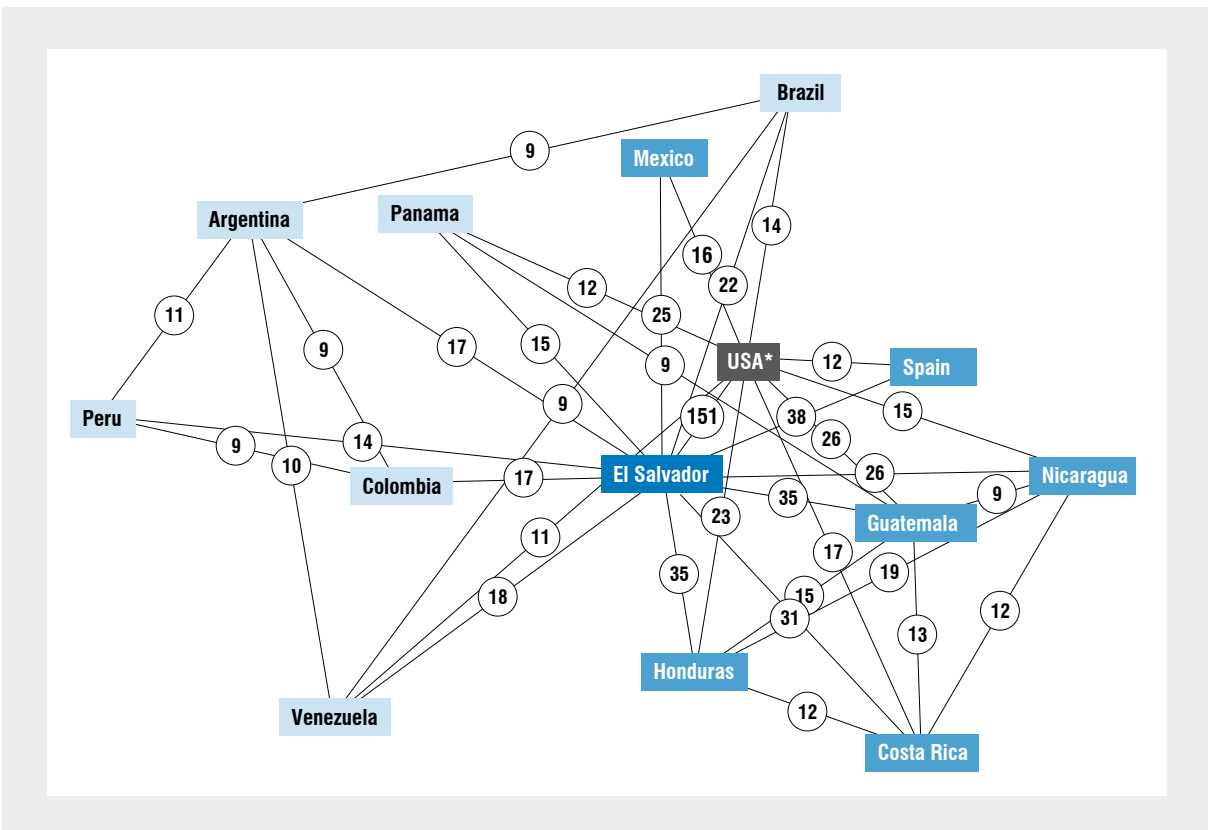 Brazil
9
Mexico
Argentina
Panama
14
16
12
22
11
25
17
15
9
USA*
12
Spain
9
9
151
38
15
Peru
26
9
14
10
17
El Salvador
26
Nicaragua
Colombia
35
9
23
Guatemala
11
17
35
19
18
15
31
12
13
Honduras
12
Venezuela
Costa Rica